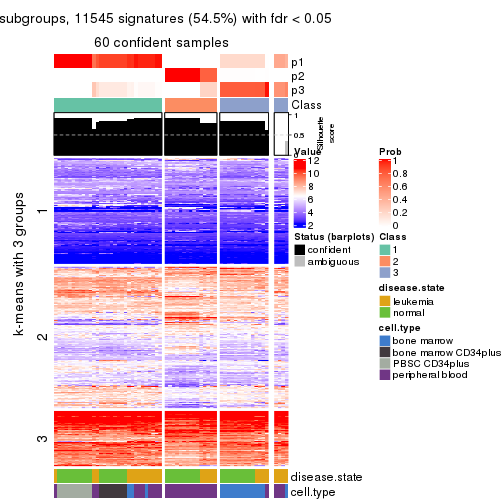 subgroups, 11545 signatures (54.5%) with fdr < 0.05
60 confident samples
p1
p2
p3
Class
1
0.5
0
Silhouette
score
k-means with 3 groups
1
2
3
disease.state
cell.type
Value
12
10
8
6
4
2
Status (barplots)
confident
ambiguous
Prob
1
0.8
0.6
0.4
0.2
0
Class
1
2
3
disease.state
leukemia
normal
cell.type
bone marrow
bone marrow CD34plus
PBSC CD34plus
peripheral blood